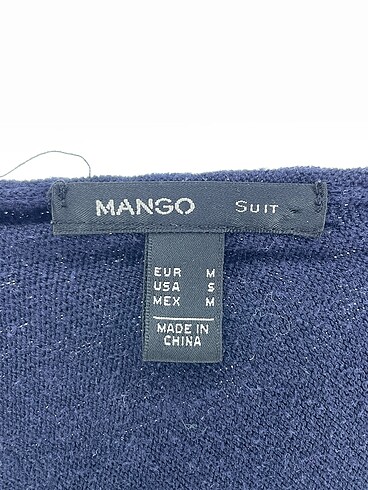 MANGO SUIT
EUR M
USA S
MEX M
MADE IN
CHINA